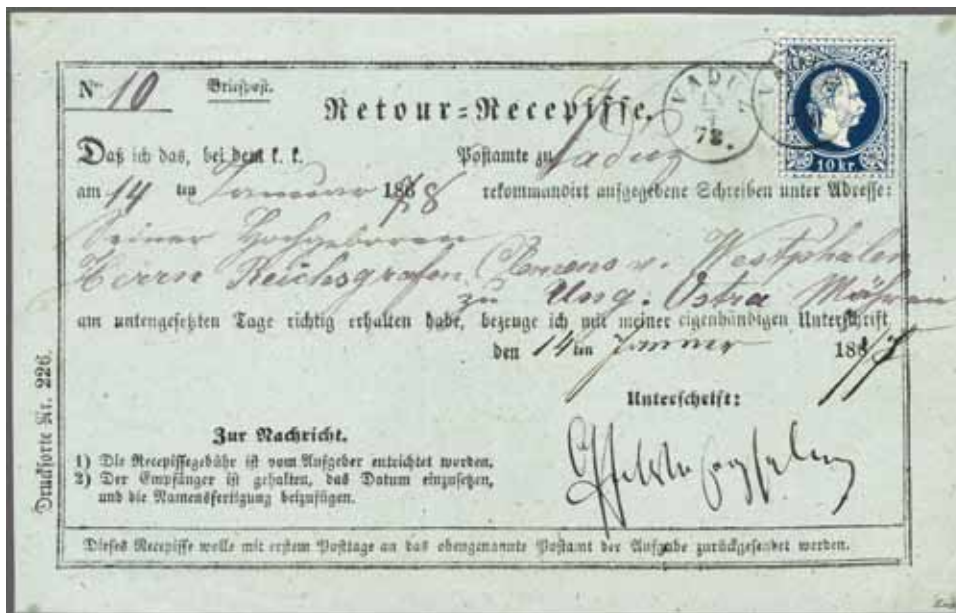 Nro 10 Briefpost.
Retour=Recepisse.
VADUZ
78.
10 kr.
Daß ich das, bei dem k. k. Postamte zu Vaduz
am 14 ten Jannuar 1878 rekommandirt aufgegebene Schreiben unter Adresse:
Seiner Hochgeboren
Herrn Reichsgrafen Clemens v. Westphalen
zu Ung. Ostra Mähren
am untengesetzten Tage richtig erhalten habe, bezeuge ich mit meiner eigenhändigen Unterschrift
den 14 ten Jänner 187
Unterschrift:
Zur Nachricht.
1) Die Recepissegebühr ist vom Aufgeber entrichtet worden.
2) Der Empfänger ist gehalten, das Datum einzusetzen,
und die Namensfertigung beizufügen.
Dieses Recepisse wolle mit erstem Posttage an das obengenannte Postamt der Aufgabe zurückgesendet werden.
Drucksorte Nr. 226.